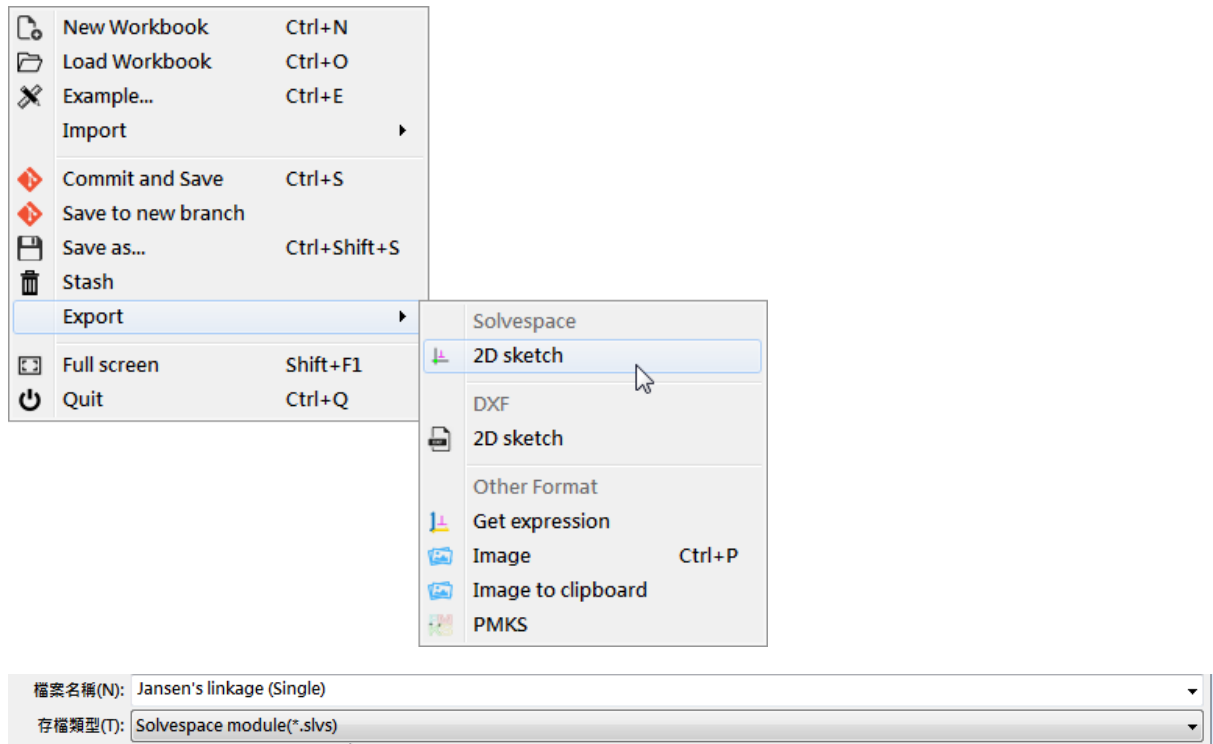 New Workbook Ctrl+N
Load Workbook Ctrl+O
Example... Ctrl+E
Import
Commit and Save Ctrl+S
Save to new branch
Save as... Ctrl+Shift+S
Stash
Export
Full screen Shift+F1
Quit Ctrl+Q
Solvespace
2D sketch
DXF
2D sketch
Other Format
Get expression
Image Ctrl+P
Image to clipboard
PMKS
檔案名稱(N): Jansen's linkage (Single)
存檔類型(T): Solvespace module(*.slvs)